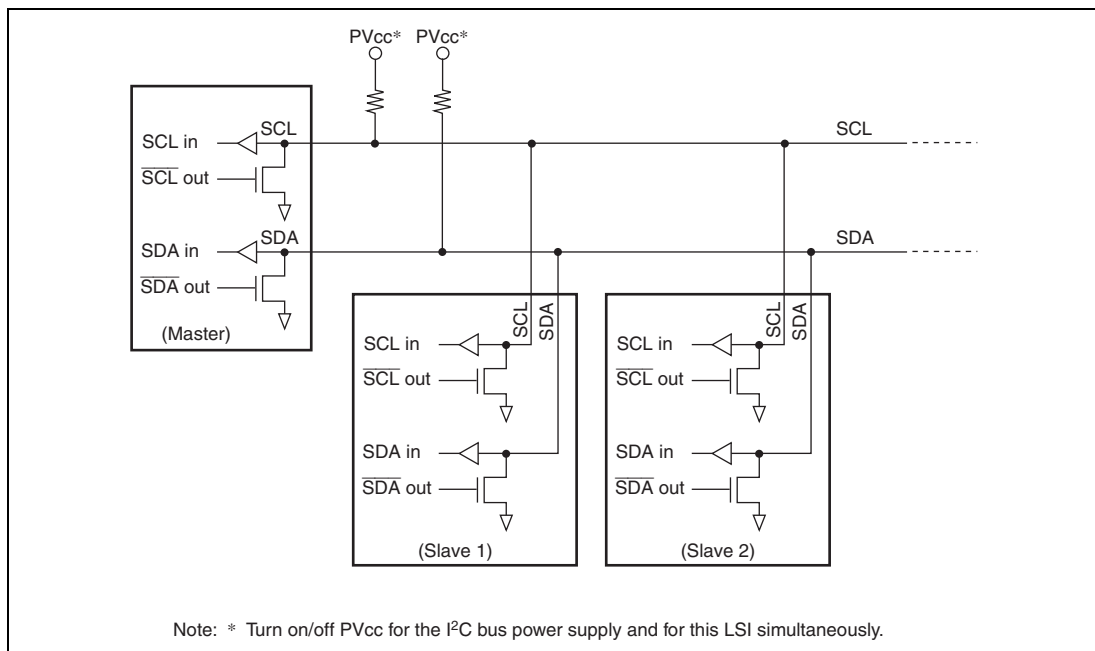 PVcc* PVcc*
SCL in SCL SCL
SCL out
SDA in SDA SDA
SDA out
(Master)
SCL SDA
SCL in
SCL out
SDA in
SDA out
(Slave 1)
SCL SDA
SCL in
SCL out
SDA in
SDA out
(Slave 2)
Note: * Turn on/off PVcc for the I²C bus power supply and for this LSI simultaneously.